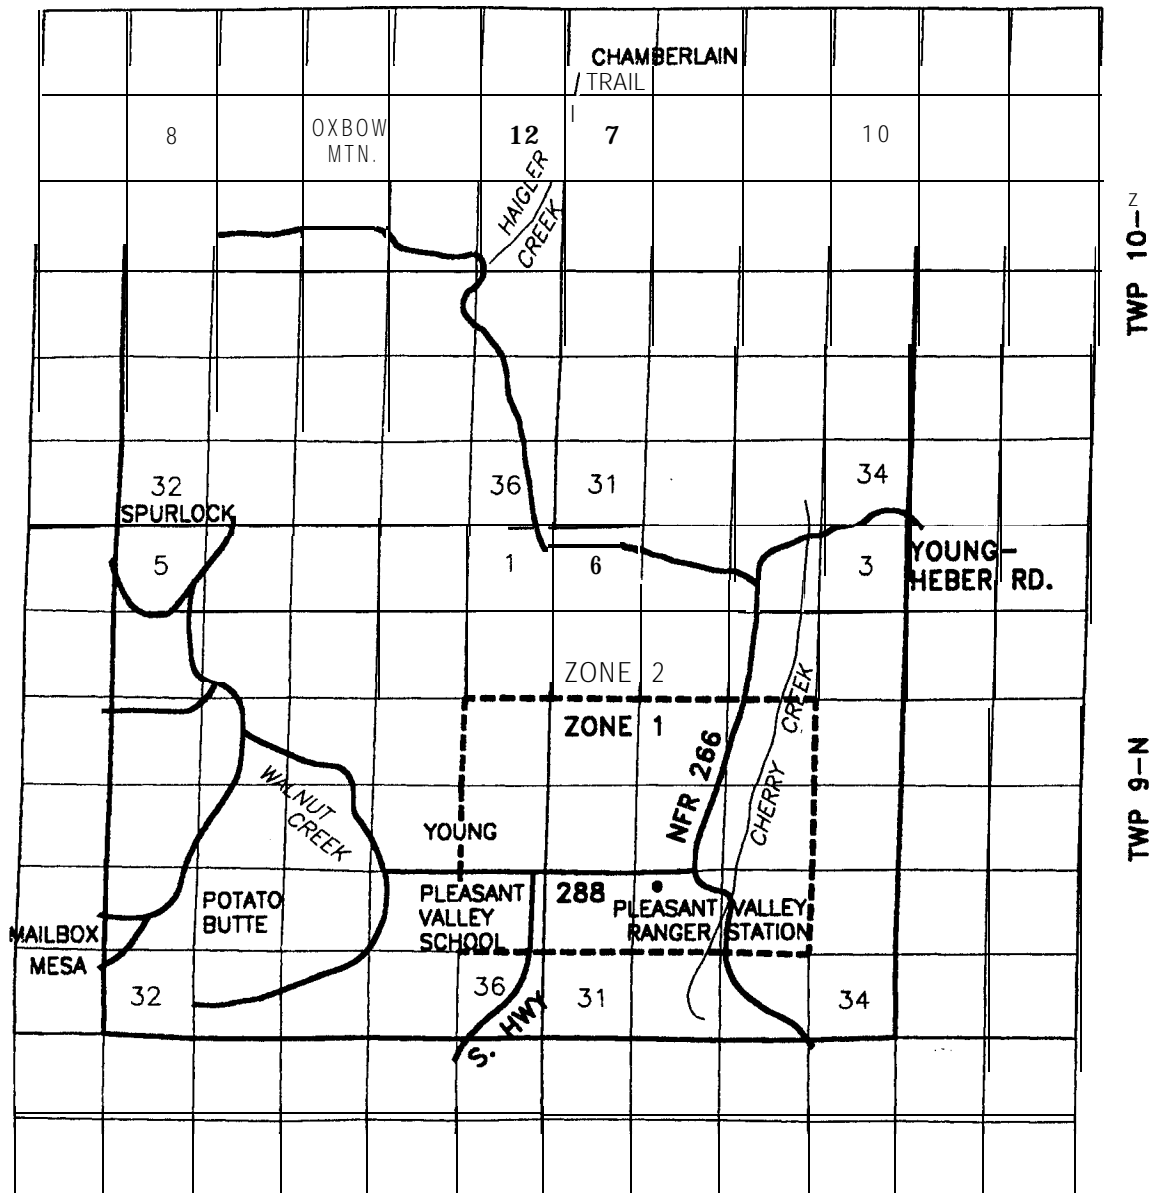 CHAMBERLAIN
TRAIL
8
OXBOW
MTN.
12
7
10
HAIGLER
CREEK
TWP 10-
Z
32
36
31
34
SPURLOCK
5
1
6
3
YOUNG-
HEBER RD.
ZONE 2
ZONE 1
NFR 266
CHERRY CREEK
WALNUT
CREEK
YOUNG
TWP 9-N
POTATO
BUTTE
PLEASANT
VALLEY
SCHOOL
288
PLEASANT VALLEY
RANGER STATION
MAILBOX
MESA
32
36
31
34
S. HWY